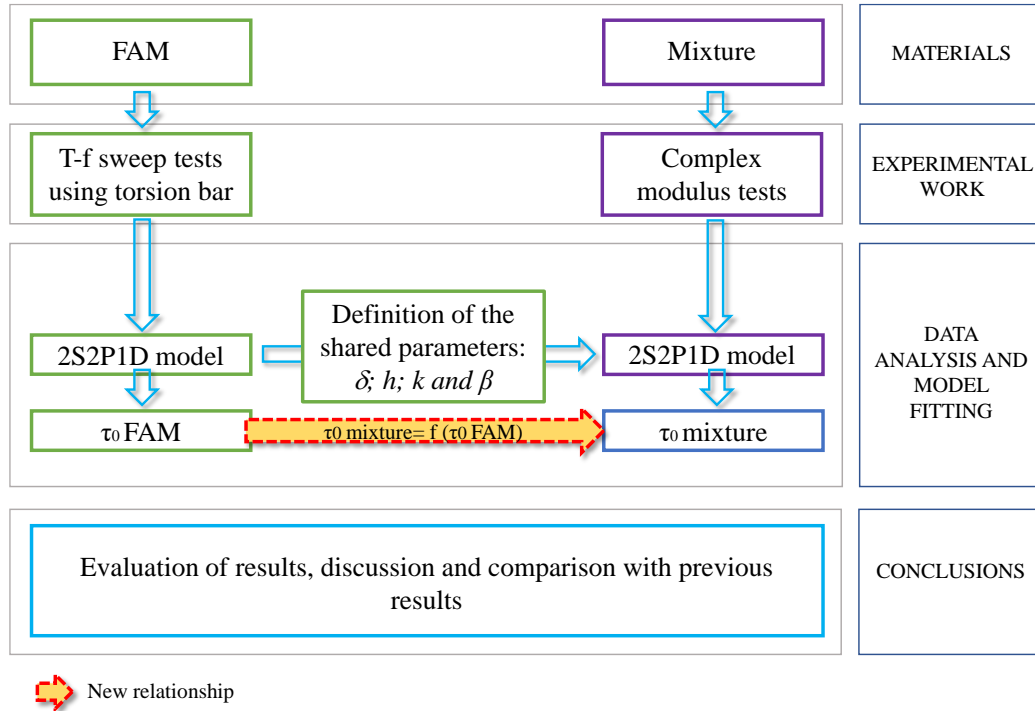 FAM
Mixture
MATERIALS
T-f sweep tests
using torsion bar
Complex
modulus tests
EXPERIMENTAL
WORK
Definition of the
shared parameters:
δ; h; k and β
2S2P1D model
2S2P1D model
τ0 FAM
τ0 mixture= f (τ0 FAM)
τ0 mixture
DATA
ANALYSIS AND
MODEL
FITTING
Evaluation of results, discussion and comparison with previous
results
CONCLUSIONS
New relationship